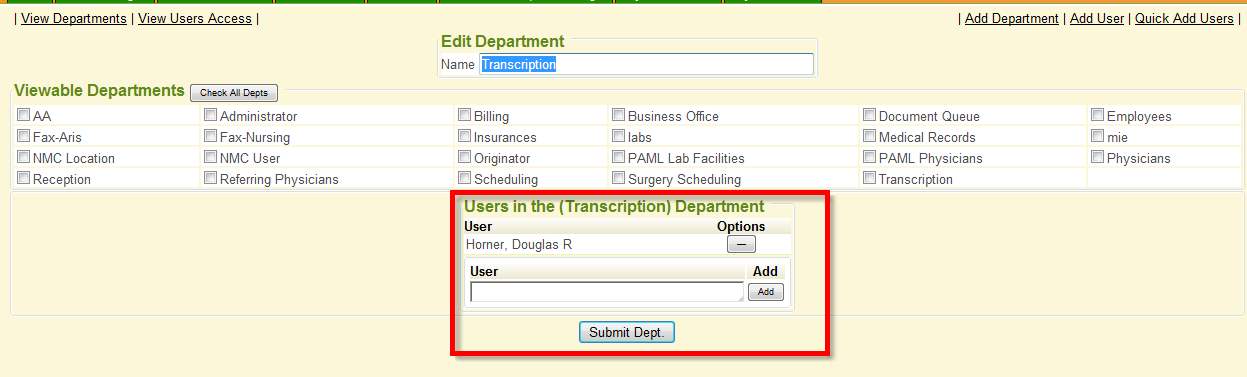 | View Departments | View Users Access | | Add Department | Add User | Quick Add Users |
Edit Department
Name Transcription
Viewable Departments Check All Depts
AA Administrator Billing Business Office Document Queue Employees
Fax-Aris Fax-Nursing Insurances labs Medical Records mie
NMC Location NMC User Originator PAML Lab Facilities PAML Physicians Physicians
Reception Referring Physicians Scheduling Surgery Scheduling Transcription
Users in the (Transcription) Department
User Options
Horner, Douglas R —
User Add
Add
Submit Dept.